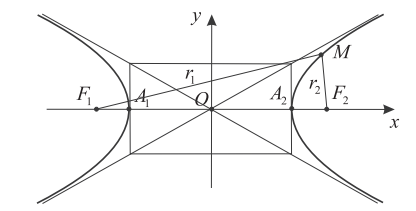 y
M
r₁
r₂
F₁ A₁ O A₂ F₂
x